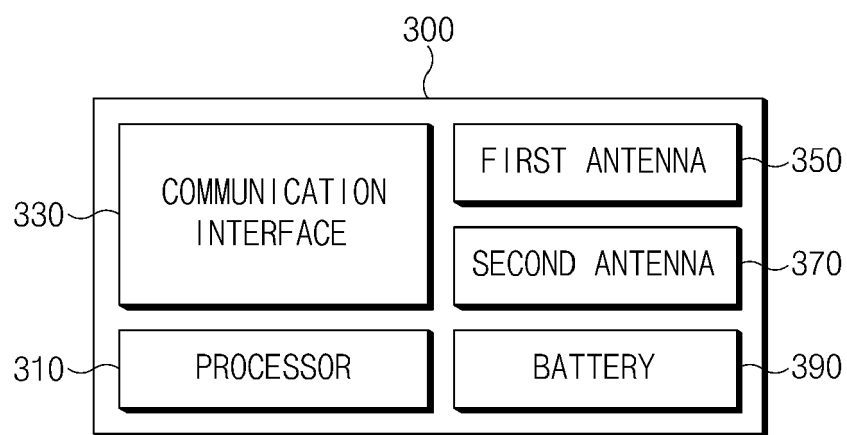 300
330
COMMUNICATION
INTERFACE
FIRST ANTENNA
350
SECOND ANTENNA
370
310
PROCESSOR
BATTERY
390